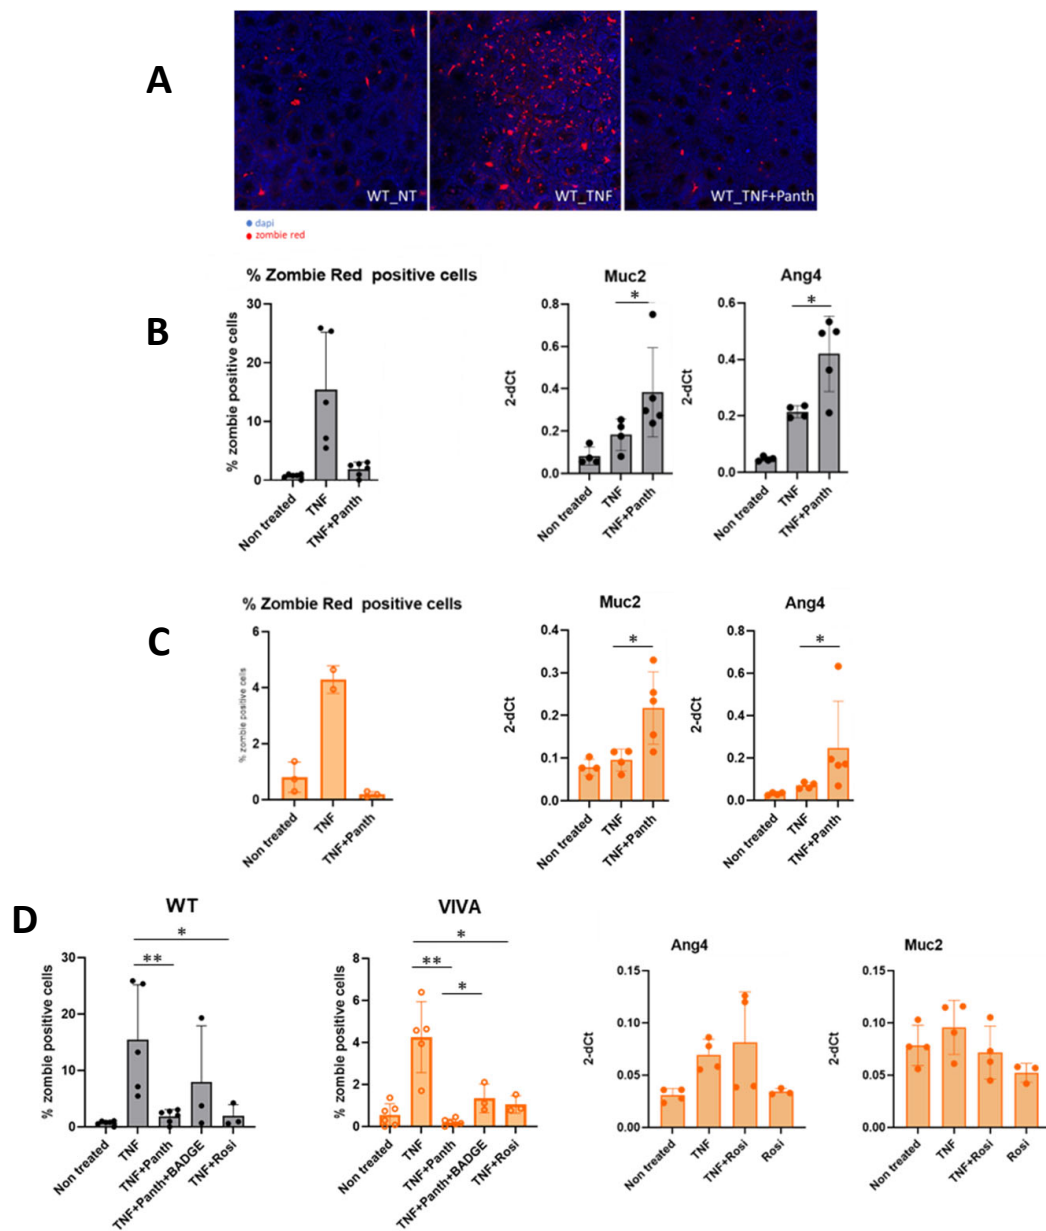 A
WT_NT
WT_TNF
WT_TNF+Panth
dapi
zombie red
B
% Zombie Red positive cells
% zombie positive cells
30
20
10
0
Non treated
TNF
TNF+Panth
Muc2
*
2-dCt
0.8
0.6
0.4
0.2
0.0
Non treated
TNF
TNF+Panth
Ang4
*
2-dCt
0.6
0.4
0.2
0.0
Non treated
TNF
TNF+Panth
C
% Zombie Red positive cells
% zombie positive cells
6
4
2
0
Non treated
TNF
TNF+Panth
Muc2
*
2-dCt
0.4
0.3
0.2
0.1
0.0
Non treated
TNF
TNF+Panth
Ang4
*
2-dCt
0.8
0.6
0.4
0.2
0.0
Non treated
TNF
TNF+Panth
D
WT
*
**
% zombie positive cells
30
20
10
0
Non treated
TNF
TNF+Panth
TNF+Panth+BADGE
TNF+Rosi
VIVA
*
**
*
% zombie positive cells
8
6
4
2
0
Non treated
TNF
TNF+Panth
TNF+Panth+BADGE
TNF+Rosi
Ang4
2-dCt
0.15
0.10
0.05
0.00
Non treated
TNF
TNF+Rosi
Rosi
Muc2
2-dCt
0.15
0.10
0.05
0.00
Non treated
TNF
TNF+Rosi
Rosi